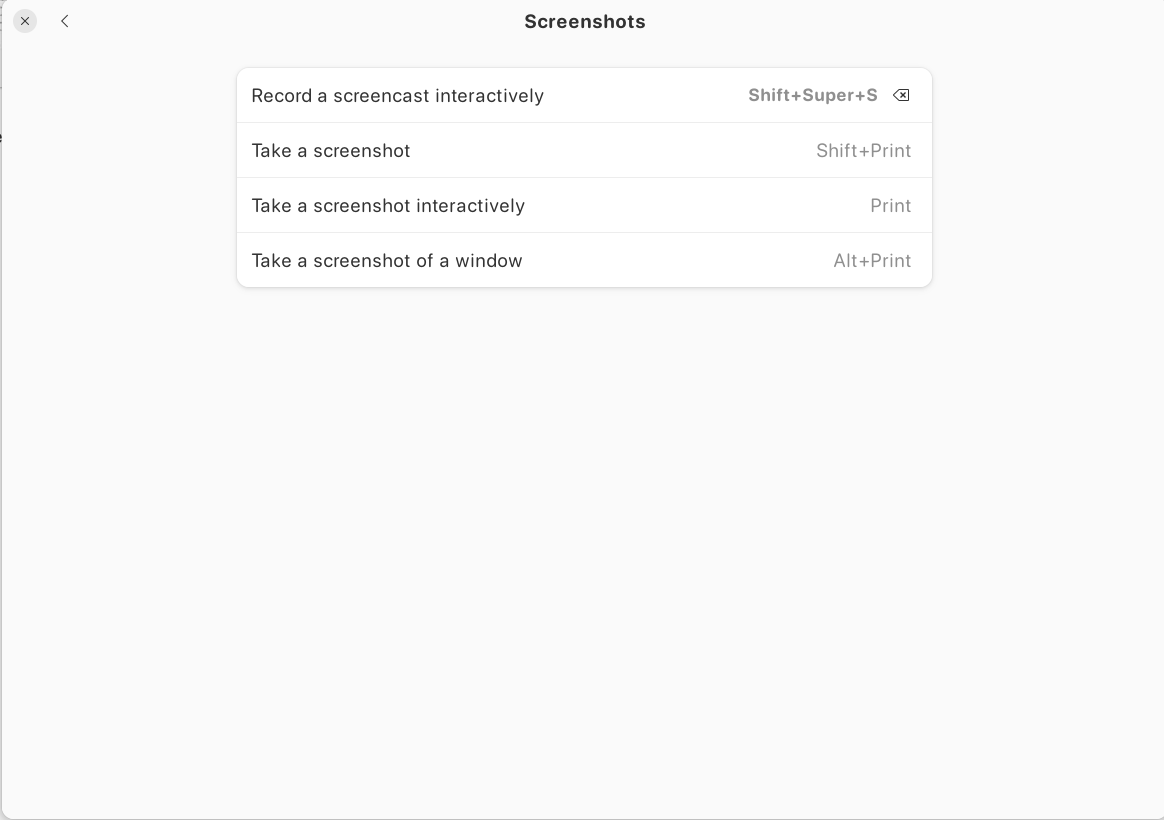 Screenshots
Record a screencast interactively Shift+Super+S
Take a screenshot Shift+Print
Take a screenshot interactively Print
Take a screenshot of a window Alt+Print